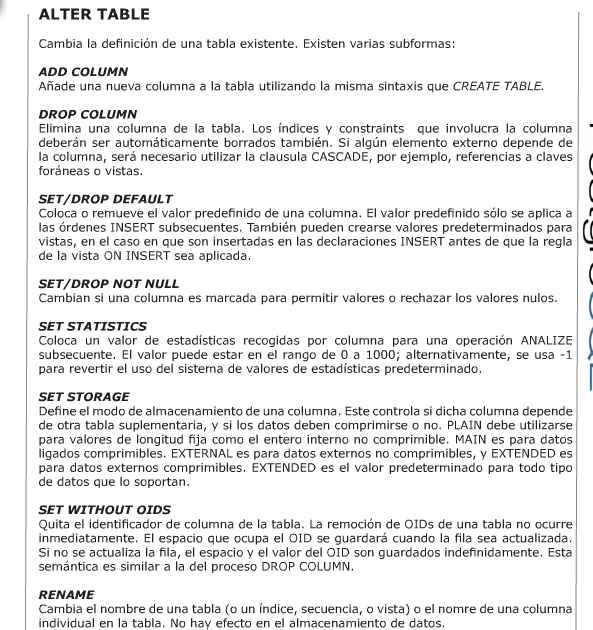 ALTER TABLE
Cambia la definición de una tabla existente. Existen varias subformas:
ADD COLUMN
Añade una nueva columna a la tabla utilizando la misma sintaxis que CREATE TABLE.
DROP COLUMN
Elimina una columna de la tabla. Los índices y constraints que involucra la columna
deberán ser automáticamente borrados también. Si algún elemento externo depende de
la columna, será necesario utilizar la clausula CASCADE, por ejemplo, referencias a claves
foráneas o vistas.
SET/DROP DEFAULT
Coloca o remueve el valor predefinido de una columna. El valor predefinido sólo se aplica a
las órdenes INSERT subsecuentes. También pueden crearse valores predeterminados para
vistas, en el caso en que son insertadas en las declaraciones INSERT antes de que la regla
de la vista ON INSERT sea aplicada.
SET/DROP NOT NULL
Cambian si una columna es marcada para permitir valores o rechazar los valores nulos.
SET STATISTICS
Coloca un valor de estadísticas recogidas por columna para una operación ANALIZE
subsecuente. El valor puede estar en el rango de 0 a 1000; alternativamente, se usa -1
para revertir el uso del sistema de valores de estadísticas predeterminado.
SET STORAGE
Define el modo de almacenamiento de una columna. Este controla si dicha columna depende
de otra tabla suplementaria, y si los datos deben comprimirse o no. PLAIN debe utilizarse
para valores de longitud fija como el entero interno no comprimible. MAIN es para datos
ligados comprimibles. EXTERNAL es para datos externos no comprimibles, y EXTENDED es
para datos externos comprimibles. EXTENDED es el valor predeterminado para todo tipo
de datos que lo soportan.
SET WITHOUT OIDS
Quita el identificador de columna de la tabla. La remoción de OIDs de una tabla no ocurre
inmediatamente. El espacio que ocupa el OID se guardará cuando la fila sea actualizada.
Si no se actualiza la fila, el espacio y el valor del OID son guardados indefinidamente. Esta
semántica es similar a la del proceso DROP COLUMN.
RENAME
Cambia el nombre de una tabla (o un índice, secuencia, o vista) o el nomre de una columna
individual en la tabla. No hay efecto en el almacenamiento de datos.